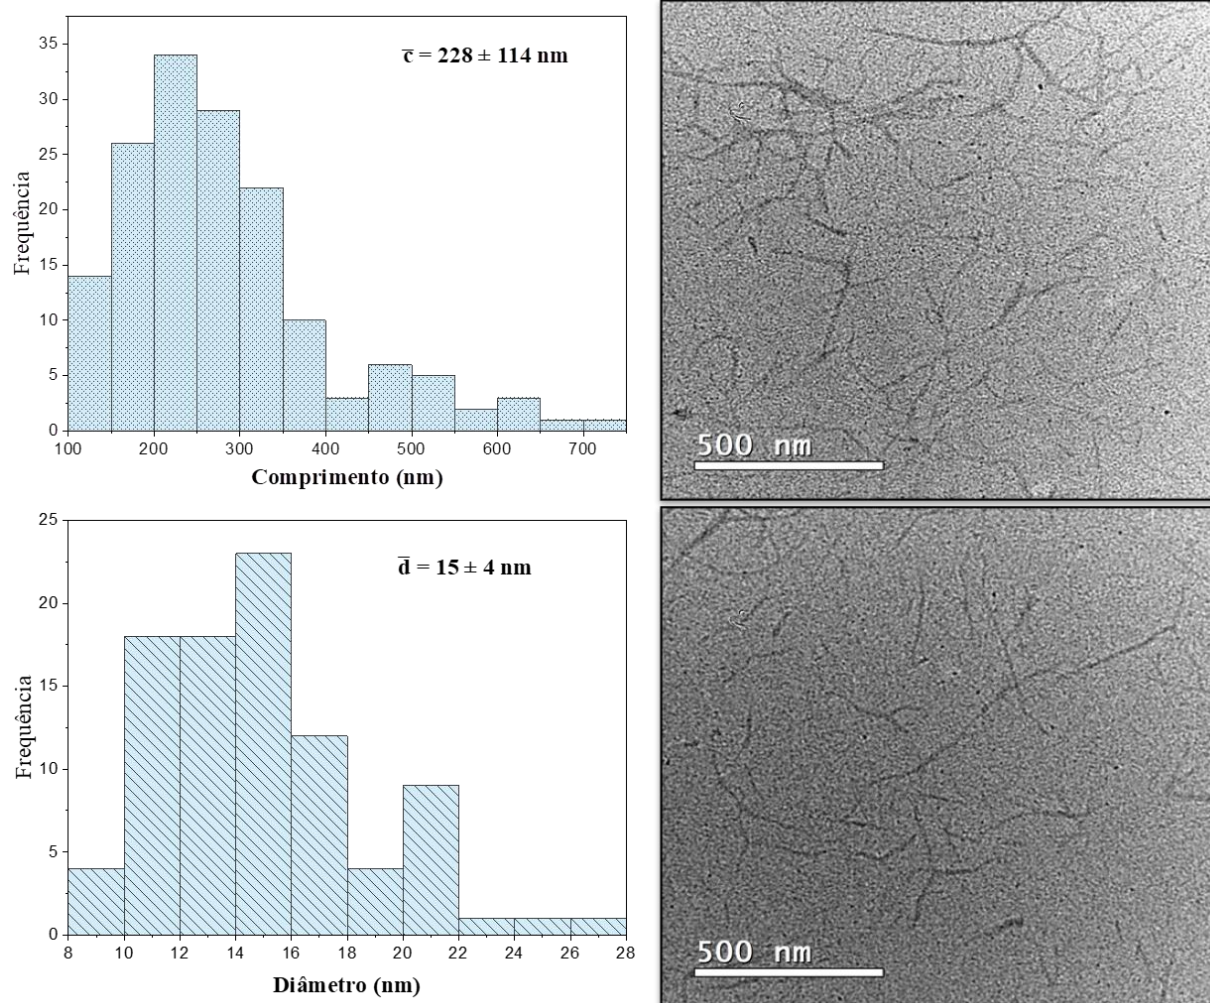 35
30
25
20
15
10
5
0
Frequência
c̅ = 228 ± 114 nm
100 200 300 400 500 600 700
Comprimento (nm)
500 nm
25
20
15
10
5
0
Frequência
d̅ = 15 ± 4 nm
8 10 12 14 16 18 20 22 24 26 28
Diâmetro (nm)
500 nm